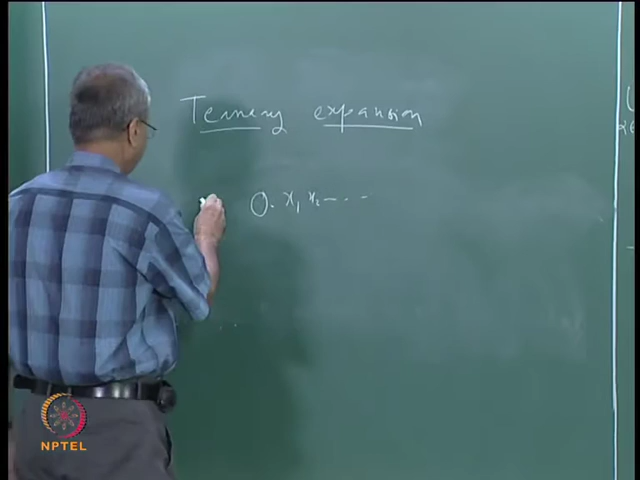 Ternary expansion
0. x₁ x₂ - - . -
NPTEL